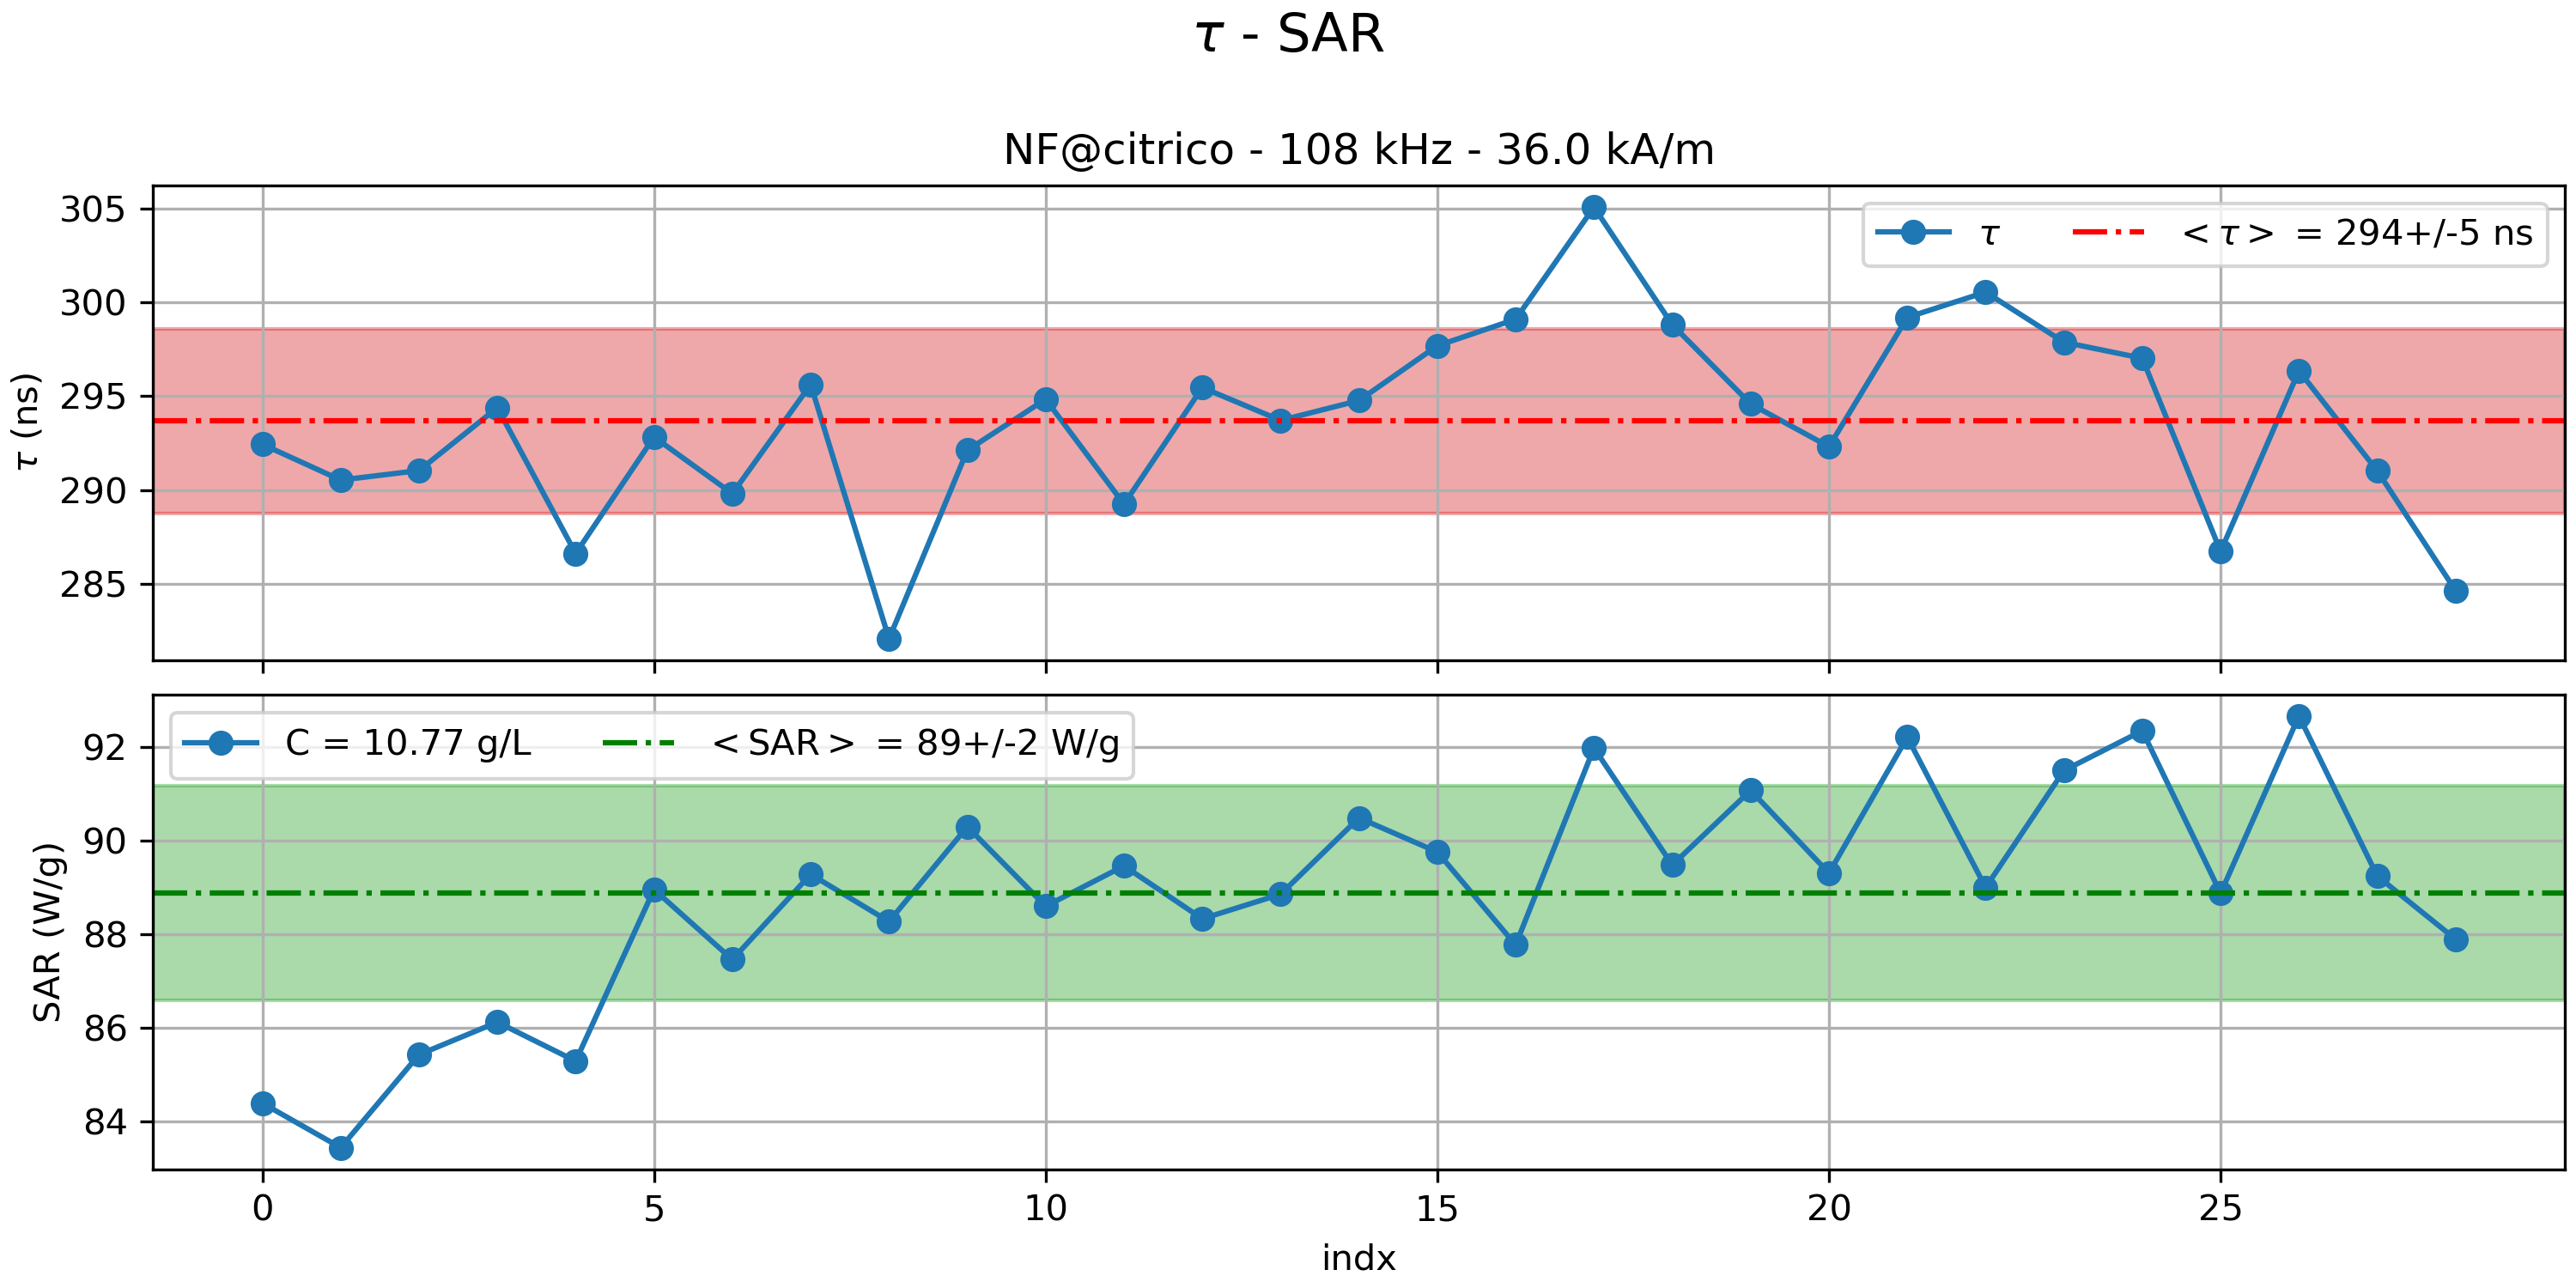 τ - SAR
NF@citrico - 108 kHz - 36.0 kA/m
τ (ns)
305
300
295
290
285
τ
<τ> = 294+/-5 ns
SAR (W/g)
92
90
88
86
84
C = 10.77 g/L
<SAR> = 89+/-2 W/g
0 5 10 15 20 25
indx